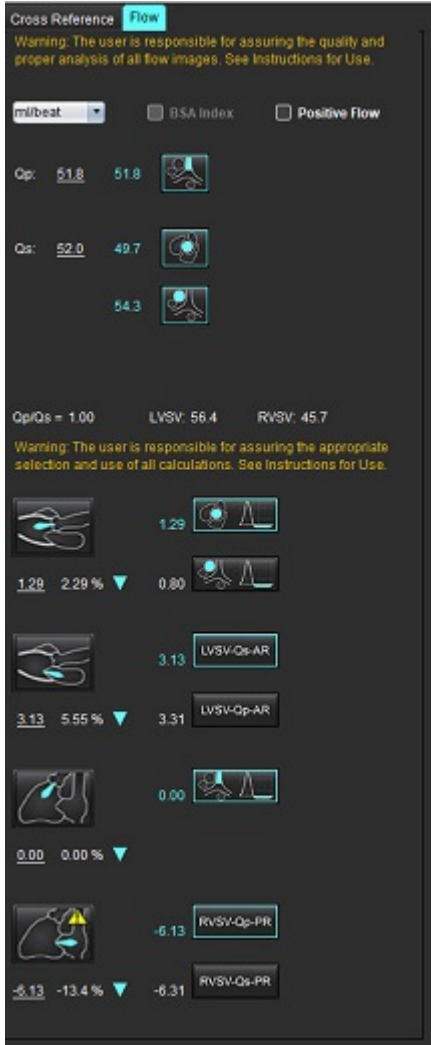 Cross Reference Flow
Warning: The user is responsible for assuring the quality and
proper analysis of all flow images. See Instructions for Use.
ml/beat BSA Index Positive Flow
Qp: 51.8 51.8
Qs: 52.0 49.7
54.3
Qp/Qs = 1.00 LVSV: 56.4 RVSV: 45.7
Warning: The user is responsible for assuring the appropriate
selection and use of all calculations. See Instructions for Use.
1.29
1.29 2.29 % 0.80
3.13 LVSV-Qs-AR
3.13 5.55 % 3.31 LVSV-Qp-AR
0.00
0.00 0.00 %
-6.13 RVSV-Qp-PR
-6.13 -13.4 % -6.31 RVSV-Qs-PR